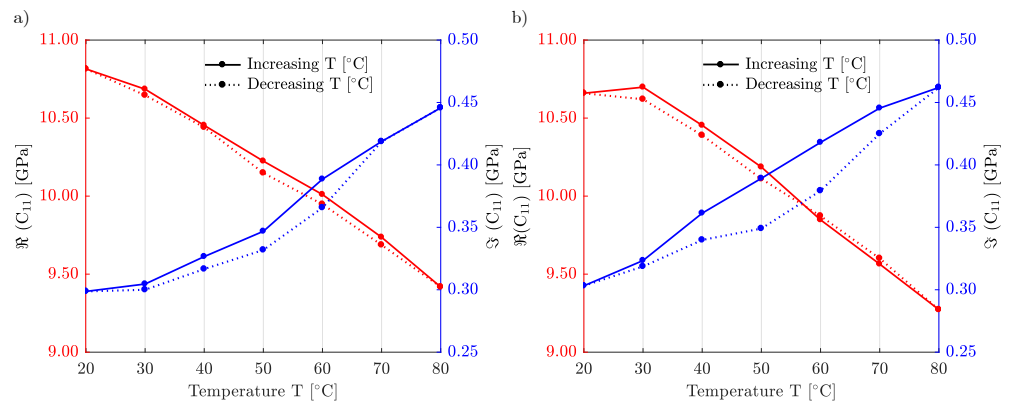 a)
11.00
10.50
10.00
9.50
9.00
ℜ (C₁₁) [GPa]
0.50
0.45
0.40
0.35
0.30
0.25
ℑ (C₁₁) [GPa]
Increasing T [°C]
Decreasing T [°C]
20 30 40 50 60 70 80
Temperature T [°C]
b)
11.00
10.50
10.00
9.50
9.00
ℜ(C₁₁) [GPa]
0.50
0.45
0.40
0.35
0.30
0.25
ℑ (C₁₁) [GPa]
Increasing T [°C]
Decreasing T [°C]
20 30 40 50 60 70 80
Temperature T [°C]